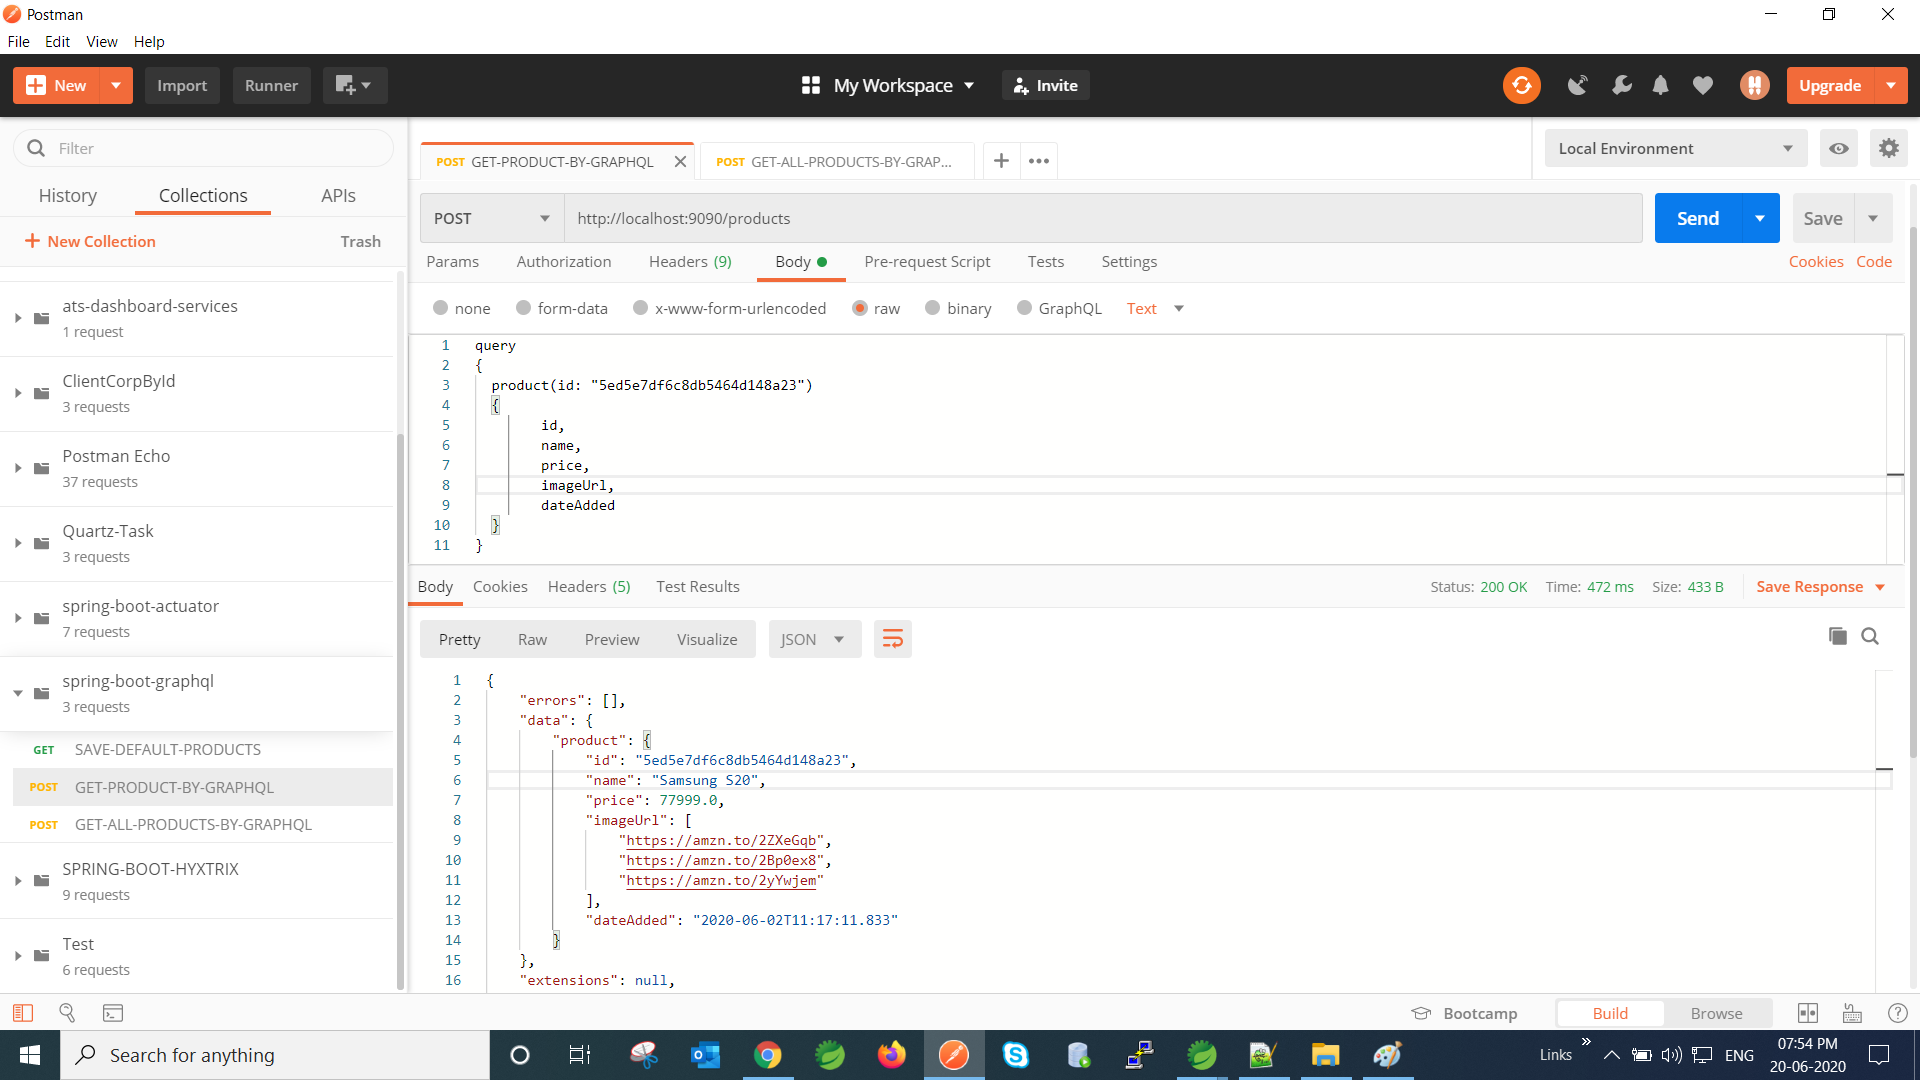 Postman
File Edit View Help
New Import Runner My Workspace Invite Upgrade
Filter
History Collections APIs
New Collection Trash
ats-dashboard-services
1 request
ClientCorpById
3 requests
Postman Echo
37 requests
Quartz-Task
3 requests
spring-boot-actuator
7 requests
spring-boot-graphql
3 requests
GET SAVE-DEFAULT-PRODUCTS
POST GET-PRODUCT-BY-GRAPHQL
POST GET-ALL-PRODUCTS-BY-GRAPHQL
SPRING-BOOT-HYXTRIX
9 requests
Test
6 requests
POST GET-PRODUCT-BY-GRAPHQL POST GET-ALL-PRODUCTS-BY-GRAP... Local Environment
POST http://localhost:9090/products Send Save
Params Authorization Headers (9) Body Pre-request Script Tests Settings Cookies Code
none form-data x-www-form-urlencoded raw binary GraphQL Text
1 query
2 {
3 product(id: "5ed5e7df6c8db5464d148a23")
4 {
5 id,
6 name,
7 price,
8 imageUrl,
9 dateAdded
10 }
11 }
Body Cookies Headers (5) Test Results Status: 200 OK Time: 472 ms Size: 433 B Save Response
Pretty Raw Preview Visualize JSON
1 {
2 "errors": [],
3 "data": {
4 "product": {
5 "id": "5ed5e7df6c8db5464d148a23",
6 "name": "Samsung S20",
7 "price": 77999.0,
8 "imageUrl": [
9 "https://amzn.to/2ZXeGqb",
10 "https://amzn.to/2Bp0ex8",
11 "https://amzn.to/2yYwjem"
12 ],
13 "dateAdded": "2020-06-02T11:17:11.833"
14 }
15 },
16 "extensions": null,
Bootcamp Build Browse
Search for anything Links ENG 07:54 PM
20-06-2020